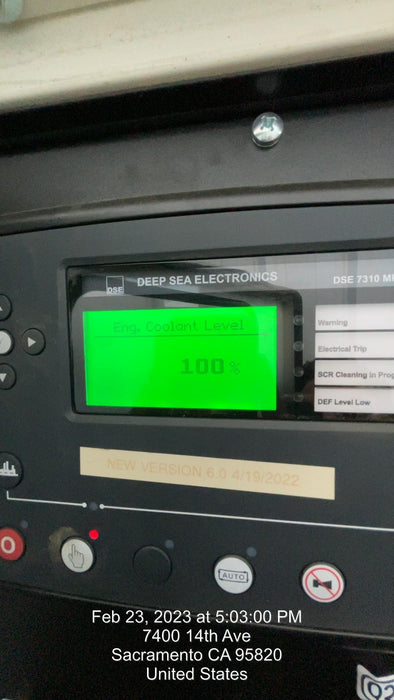 DSE
DEEP SEA ELECTRONICS
DSE 7310
Eng. Coolant Level
100%
Warning
Electrical Trip
SCR Cleaning in
DEF Level Low
NEW VERSION 6.0 4/19/2022
O
AUTO
Feb 23, 2023 at 5:03:00 PM
7400 14th Ave
Sacramento CA 95820
United States